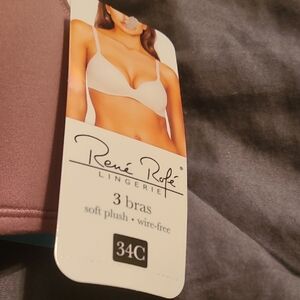 René Rofé®
LINGERIE
3 bras
soft plush • wire-free
34C